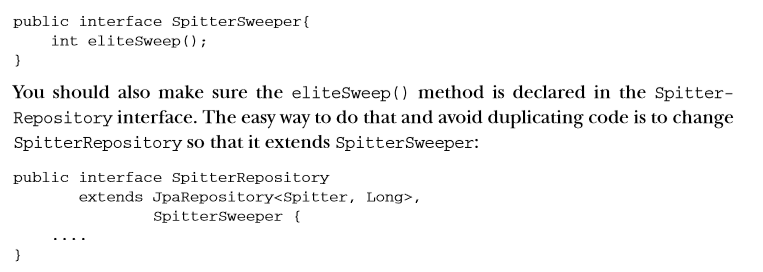 public interface SpitterSweeper{
    int eliteSweep();
}
You should also make sure the eliteSweep() method is declared in the Spitter-
Repository interface. The easy way to do that and avoid duplicating code is to change
SpitterRepository so that it extends SpitterSweeper:
public interface SpitterRepository
        extends JpaRepository<Spitter, Long>,
                SpitterSweeper {
    ....
}